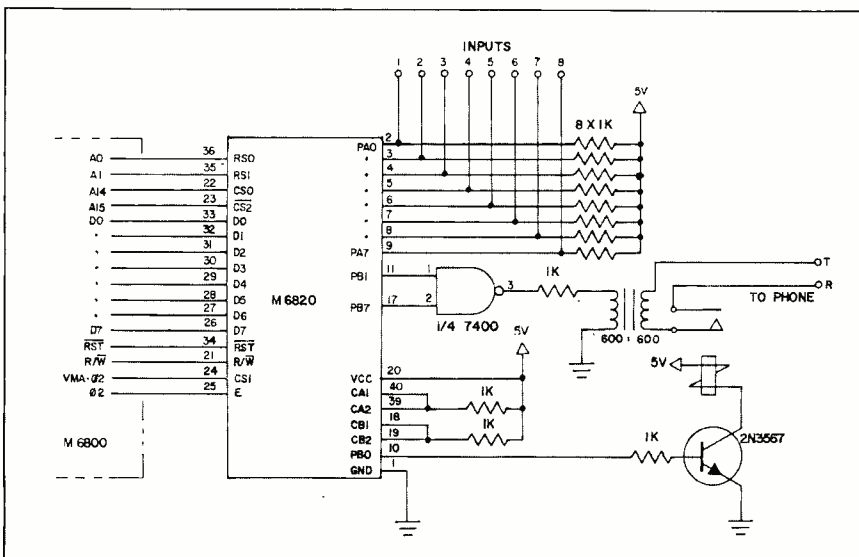 INPUTS
1 2 3 4 5 6 7 8
5V
8 X 1K
A0 36 RS0 PA0 2
A1 35 RS1 3
A14 22 CS0 4
A15 23 CS2 5
D0 33 D0 6
32 D1 7
31 D2 8
30 D3 PA7 9
29 D4 PB1 11 1
28 D5 3 1K T
27 D6 PB7 17 2 R
D7 26 D7 TO PHONE
M 6820
1/4 7400
600 : 600
RST 34 RST
R/W 21 R/W
VMA·Ø2 24 CS1
Ø2 25 E
M 6800
5V
VCC 20
CA1 40
CA2 39 1K
CB1 18 1K
CB2 19
PB0 10
GND 1
5V
1K
2N3567